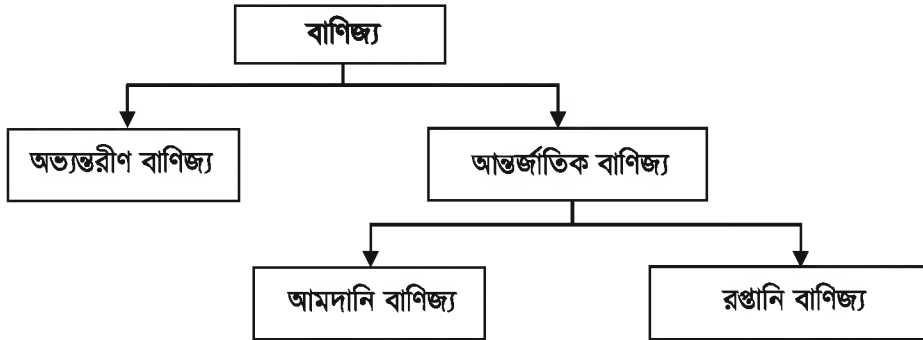 বাণিজ্য
অভ্যন্তরীণ বাণিজ্য
আন্তর্জাতিক বাণিজ্য
আমদানি বাণিজ্য
রপ্তানি বাণিজ্য